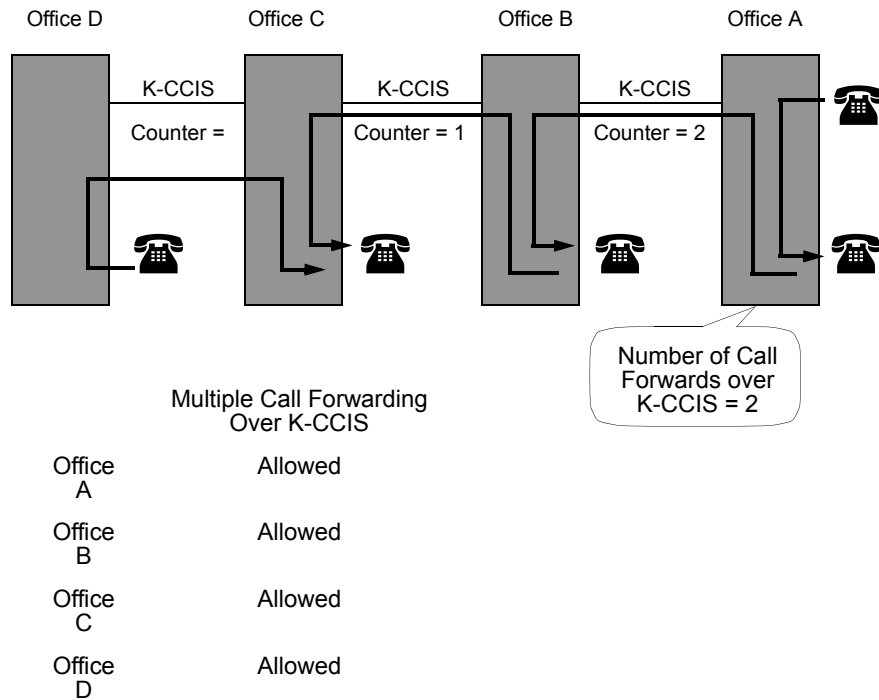 Office D
Office C
Office B
Office A
K-CCIS
K-CCIS
K-CCIS
Counter =
Counter = 1
Counter = 2
Number of Call
Forwards over
K-CCIS = 2
Multiple Call Forwarding
Over K-CCIS
Office
A
Allowed
Office
B
Allowed
Office
C
Allowed
Office
D
Allowed